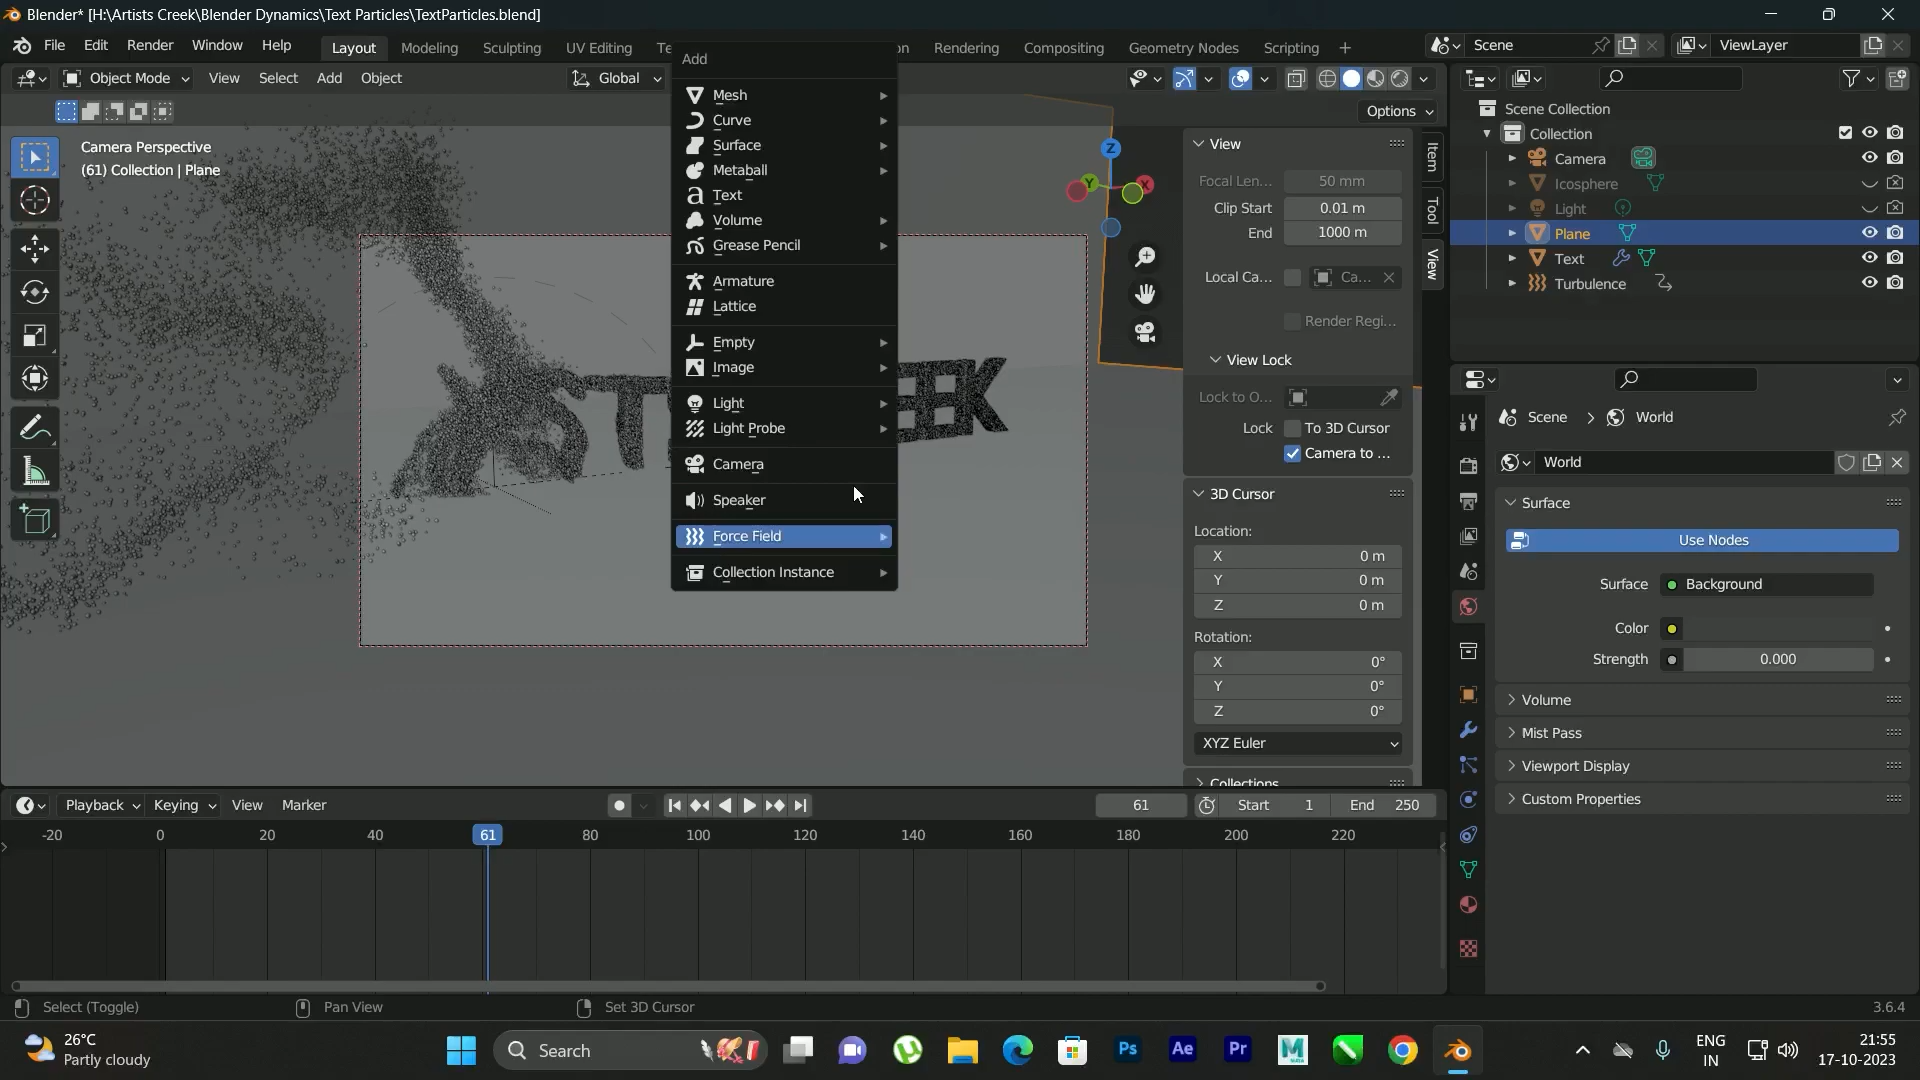 Blender* [H:\Artists Creek\Blender Dynamics\Text Particles\TextParticles.blend]
File Edit Render Window Help Layout Modeling Sculpting UV Editing Rendering Compositing Geometry Nodes Scripting + Scene ViewLayer
Object Mode View Select Add Object Global
Options
Camera Perspective
(61) Collection | Plane
Add
Mesh
Curve
Surface
Metaball
Text
Volume
Grease Pencil
Armature
Lattice
Empty
Image
Light
Light Probe
Camera
Speaker
Force Field
Collection Instance
Z
Y
X
View
Focal Len... 50 mm
Clip Start 0.01 m
End 1000 m
Local Ca... Ca...
Render Regi...
View Lock
Lock to O...
Lock To 3D Cursor
Camera to ...
3D Cursor
Location:
X 0 m
Y 0 m
Z 0 m
Rotation:
X 0°
Y 0°
Z 0°
XYZ Euler
Collections
Item
Tool
View
Scene Collection
Collection
Camera
Icosphere
Light
Plane
Text
Turbulence
Scene > World
World
Surface
Use Nodes
Surface Background
Color
Strength 0.000
Volume
Mist Pass
Viewport Display
Custom Properties
Playback Keying View Marker 61 Start 1 End 250
-20 0 20 40 61 80 100 120 140 160 180 200 220
Select (Toggle) Pan View Set 3D Cursor 3.6.4
26°C
Partly cloudy
Search
Ps Ae Pr M
ENG
IN
21:55
17-10-2023